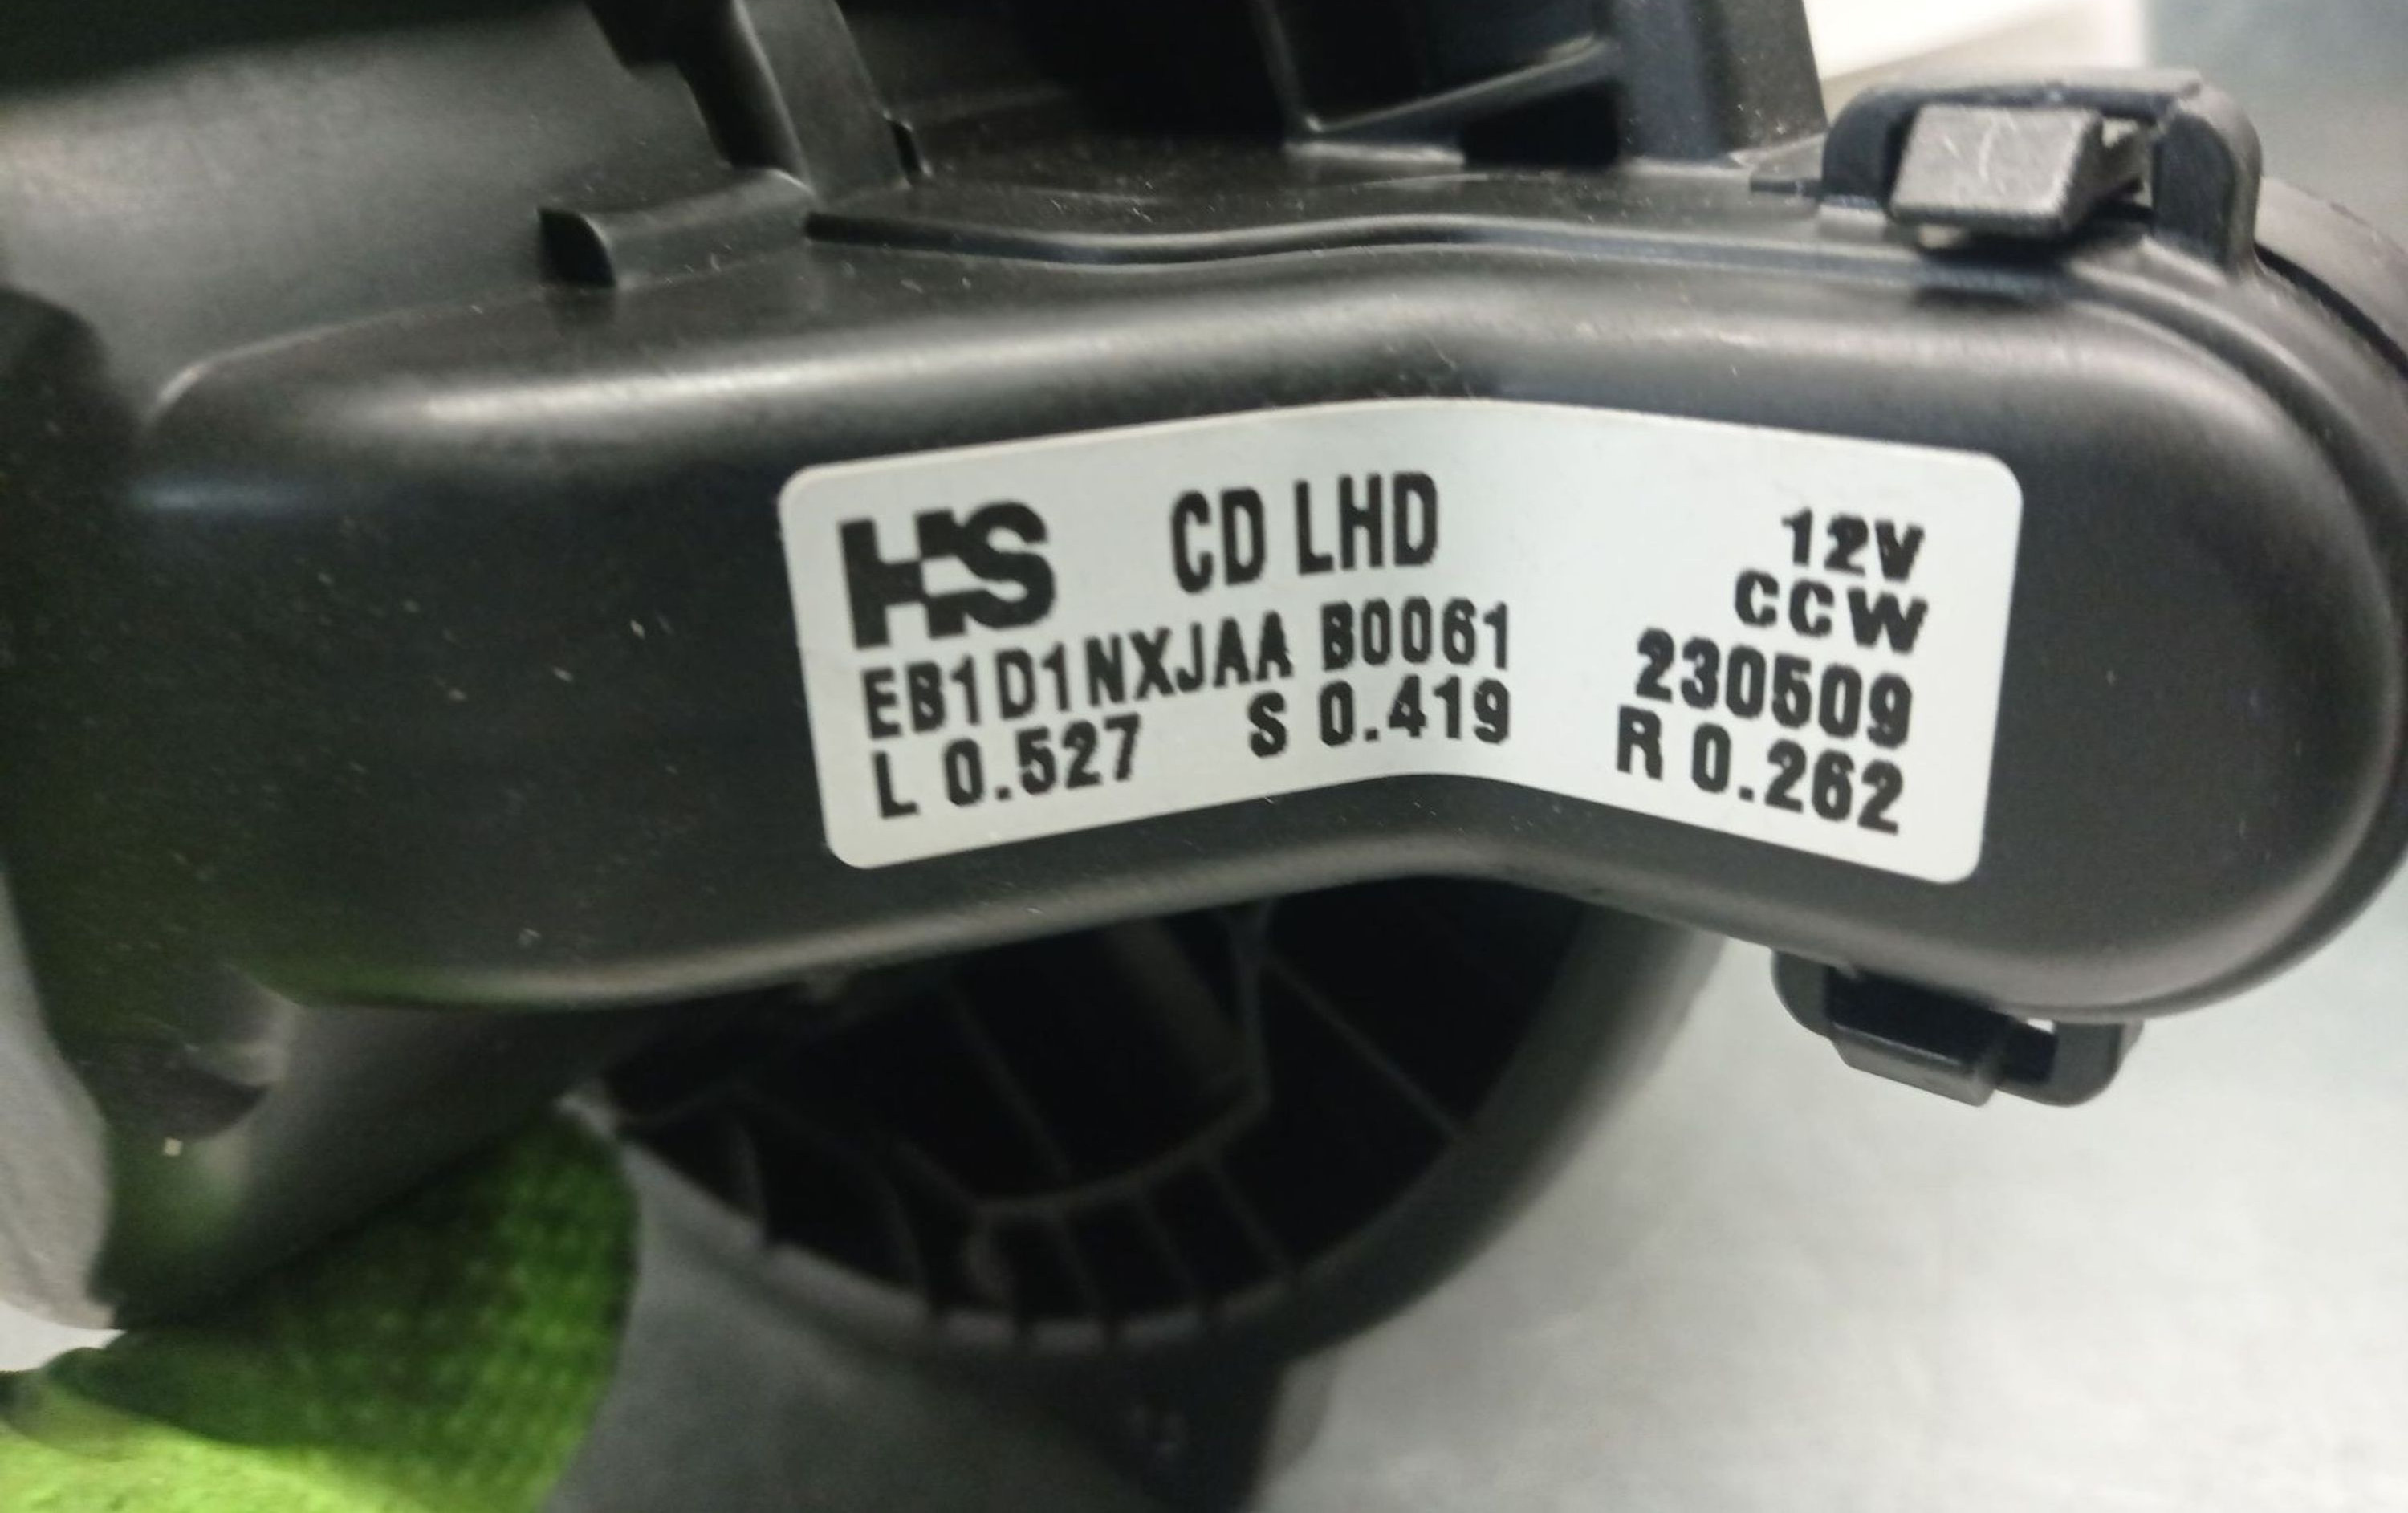 HS CD LHD 12V
CCW
EB1D1NXJAA B0061 230509
L 0.527 S 0.419 R 0.262